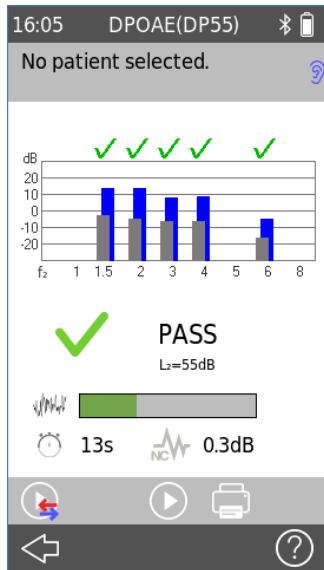 16:05 DPOAE(DP55)
No patient selected.
dB
20
10
0
-10
-20
f₂ 1 1.5 2 3 4 5 6 8
PASS
L₂=55dB
13s NC 0.3dB
?